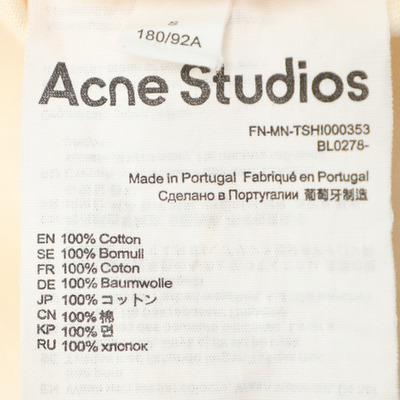 S
180/92A
Acne Studios
FN-MN-TSHI000353
BL0278-
Made in Portugal Fabriqué en Portugal
Сделано в Португалии 葡萄牙制造
EN 100% Cotton
SE 100% Bomull
FR 100% Coton
DE 100% Baumwolle
JP 100% コットン
CN 100% 棉
KP 100% 면
RU 100% хлопок